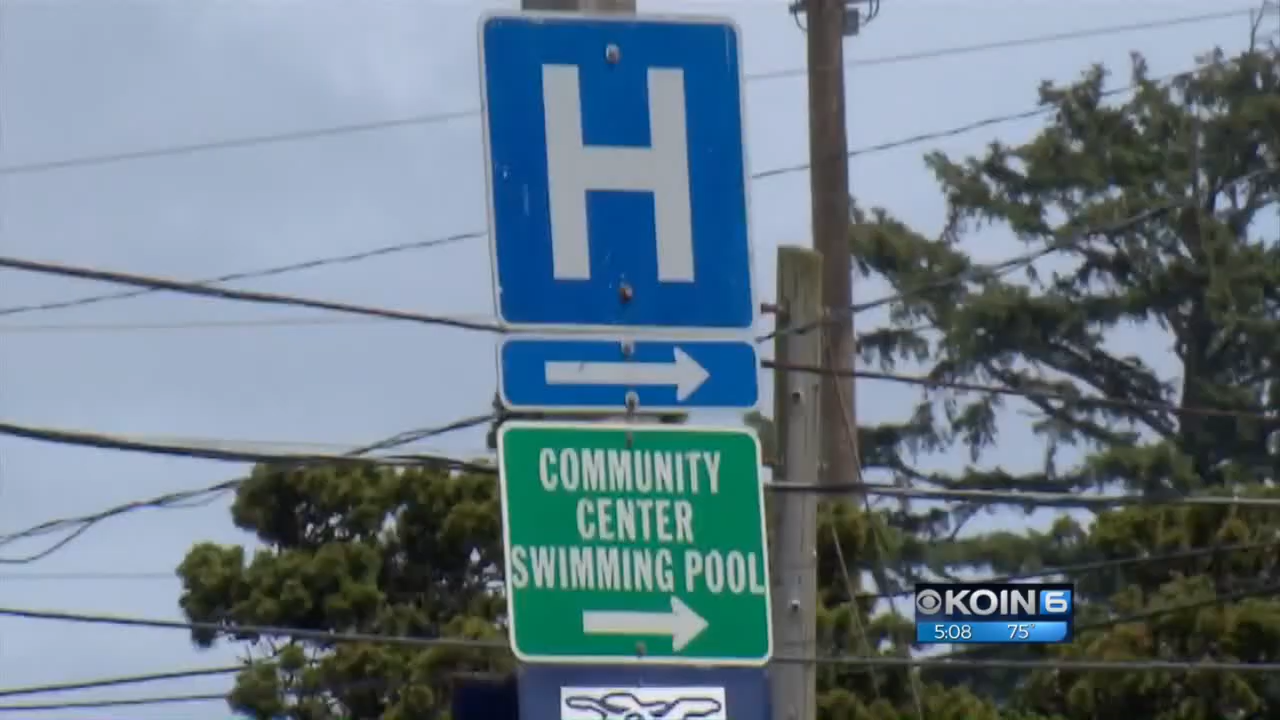 H
COMMUNITY
CENTER
SWIMMING POOL
KOIN 6
5:08 75°